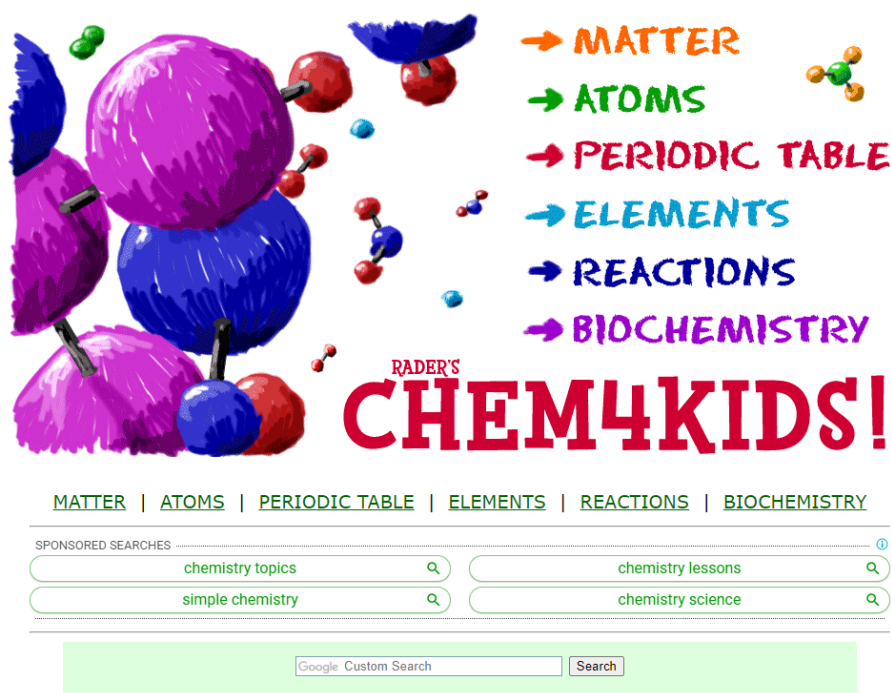 MATTER
ATOMS
PERIODIC TABLE
ELEMENTS
REACTIONS
BIOCHEMISTRY
RADER'S
CHEM4KIDS!
MATTER | ATOMS | PERIODIC TABLE | ELEMENTS | REACTIONS | BIOCHEMISTRY
SPONSORED SEARCHES
chemistry topics
chemistry lessons
simple chemistry
chemistry science
Google Custom Search Search